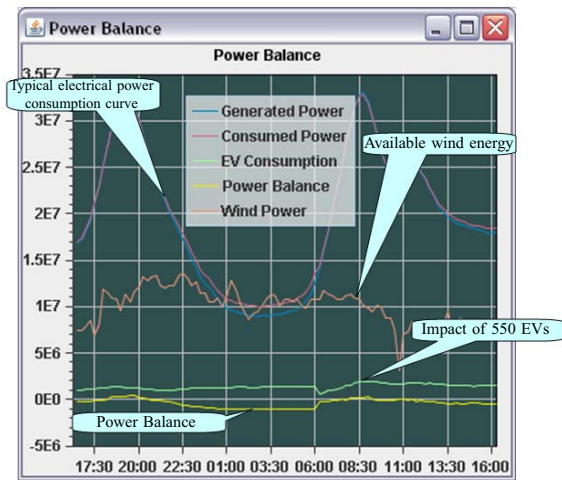 Power Balance
Power Balance
3.5E7
Typical electrical power
consumption curve
3E7
2.5E7
2E7
1.5E7
1E7
5E6
0E0
-5E6
Generated Power
Consumed Power
EV Consumption
Power Balance
Wind Power
Available wind energy
Impact of 550 EVs
Power Balance
17:30 20:00 22:30 01:00 03:30 06:00 08:30 11:00 13:30 16:00